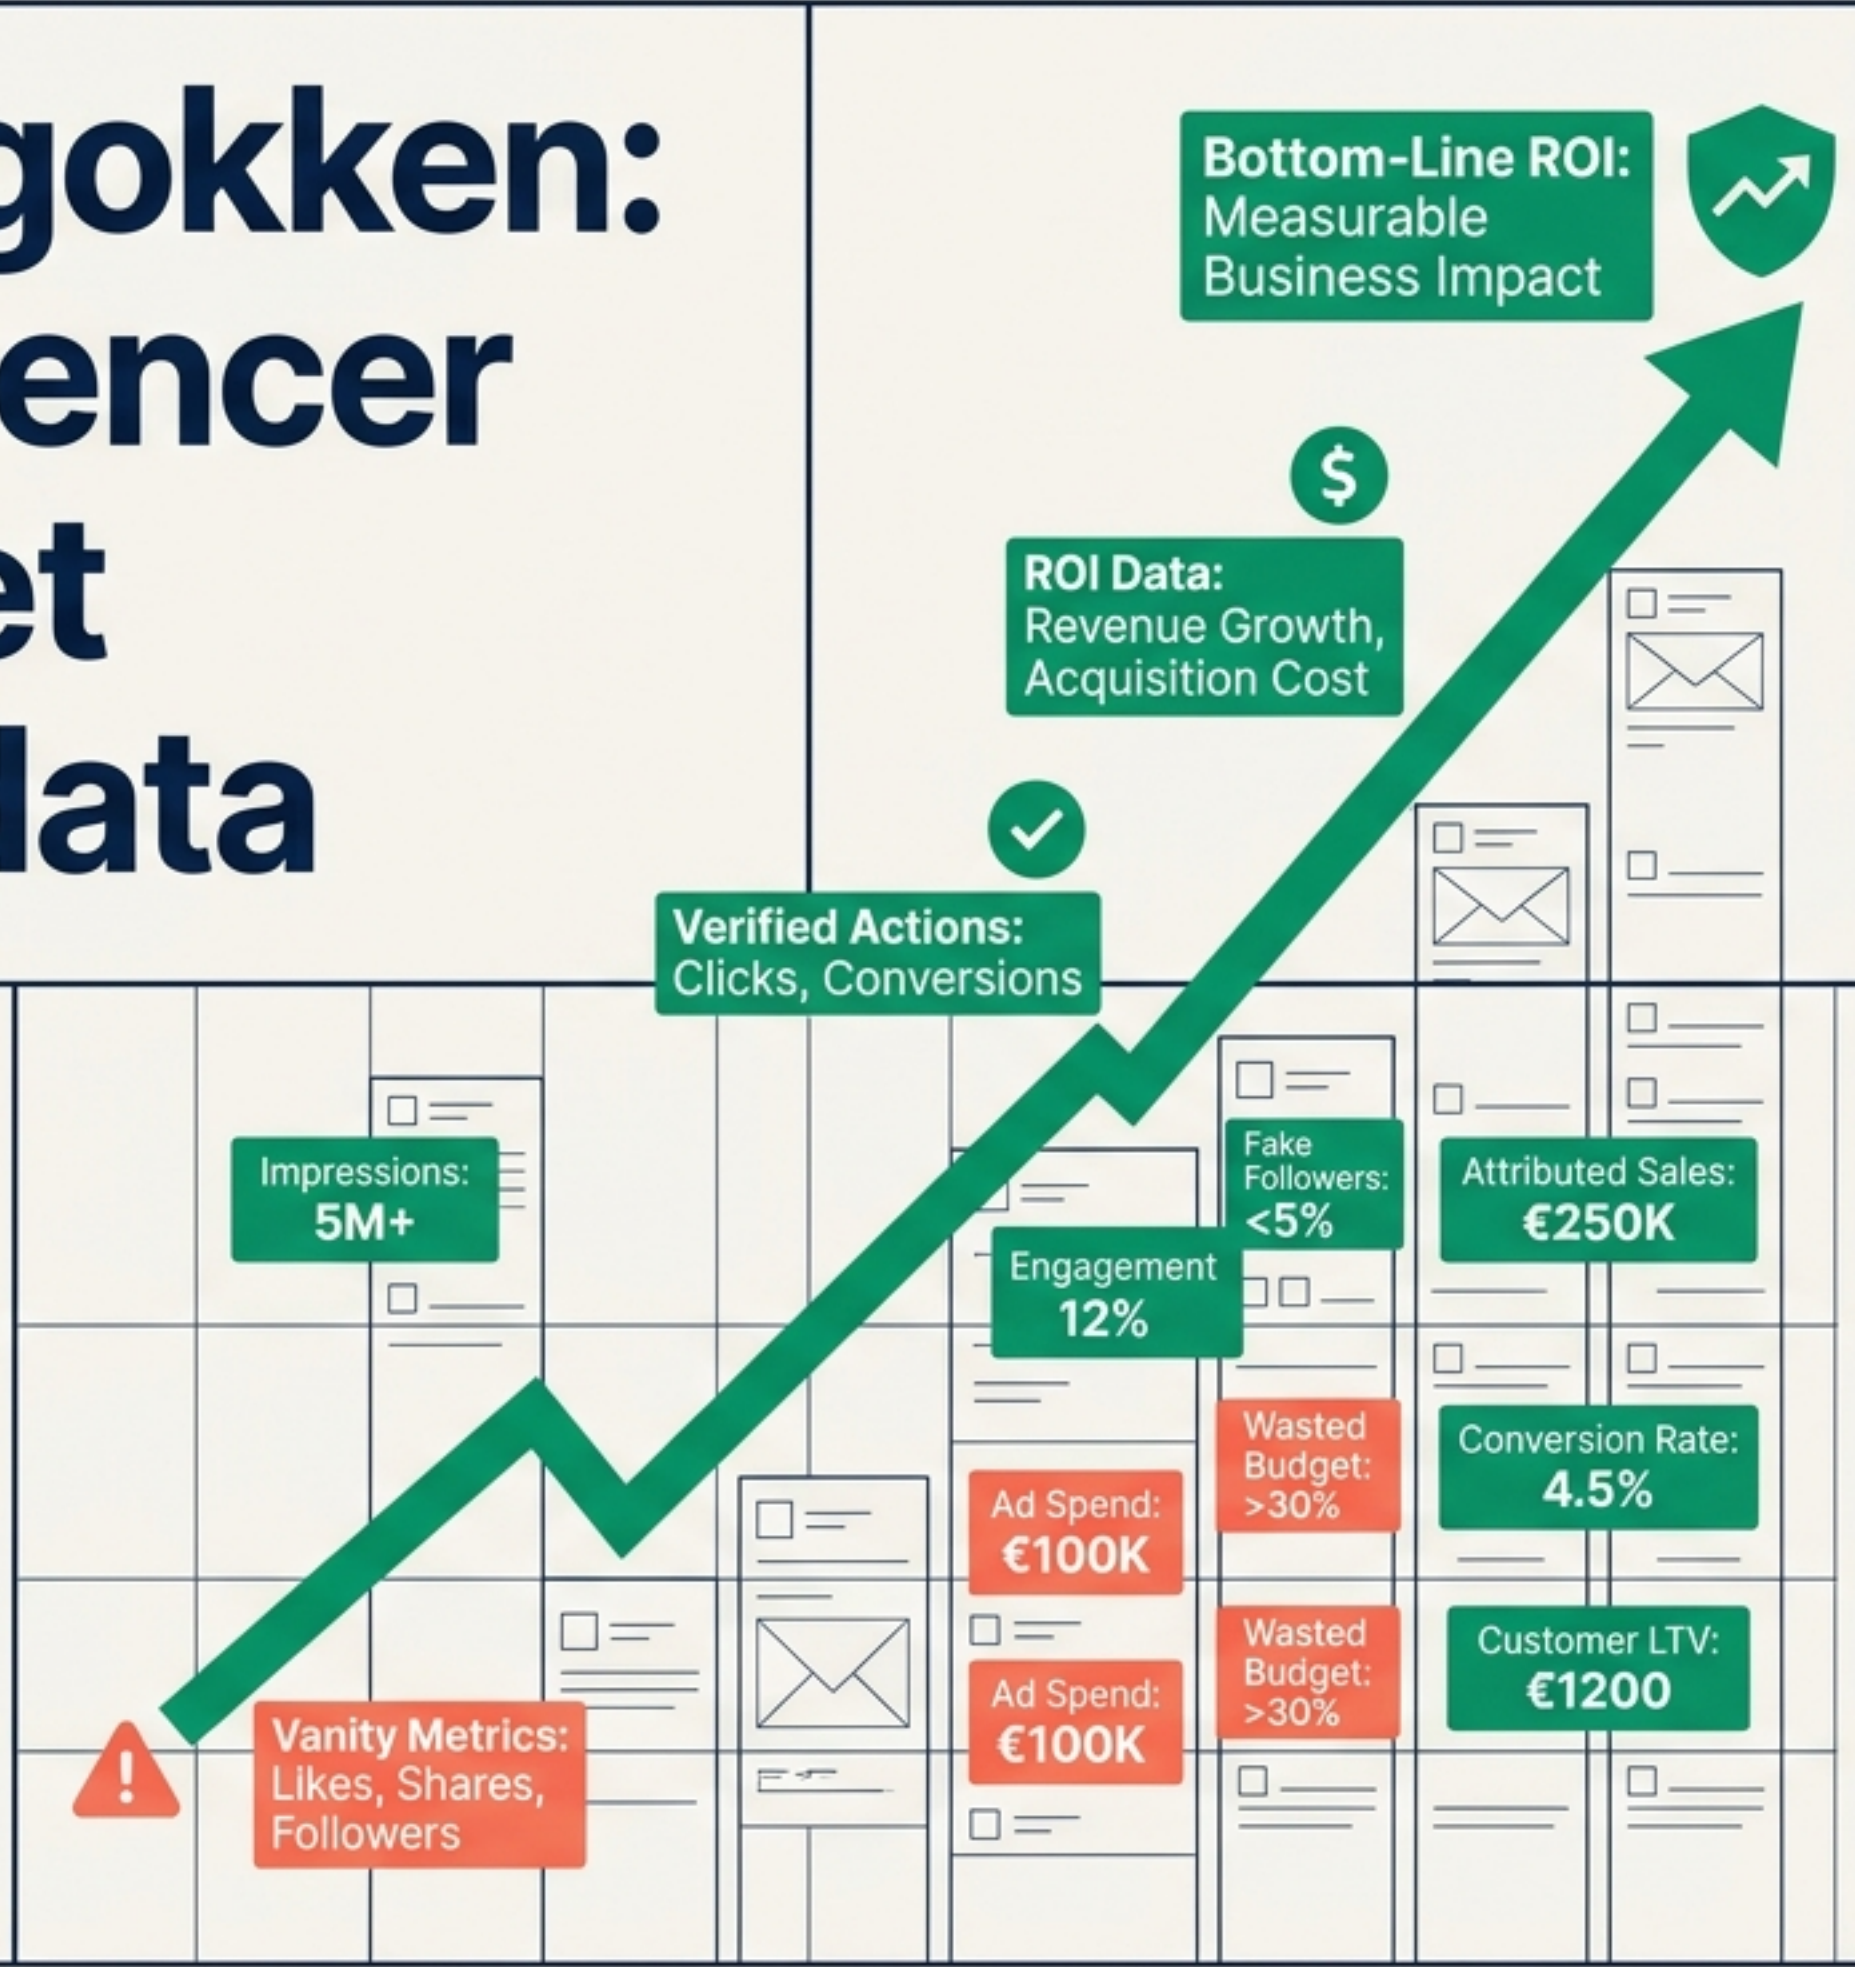 gokken:
encer
et
data
Bottom-Line ROI:
Measurable
Business Impact
$
ROI Data:
Revenue Growth,
Acquisition Cost
Verified Actions:
Clicks, Conversions
Impressions:
5M+
Fake
Followers:
<5%
Engagement
12%
Attributed Sales:
€250K
Wasted
Budget:
>30%
Conversion Rate:
4.5%
Ad Spend:
€100K
Wasted
Budget:
>30%
Customer LTV:
€1200
Ad Spend:
€100K
Vanity Metrics:
Likes, Shares,
Followers